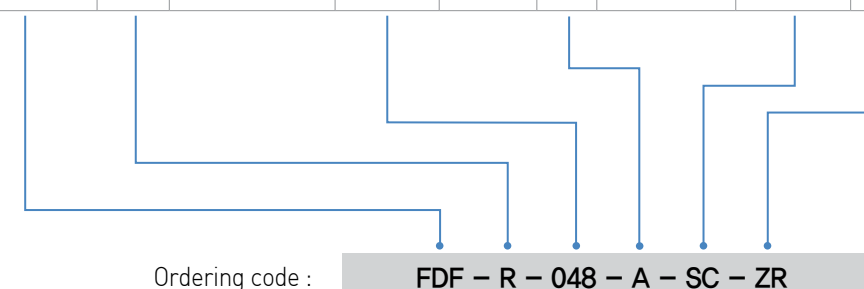 Ordering code : FDF – R – 048 – A – SC – ZR